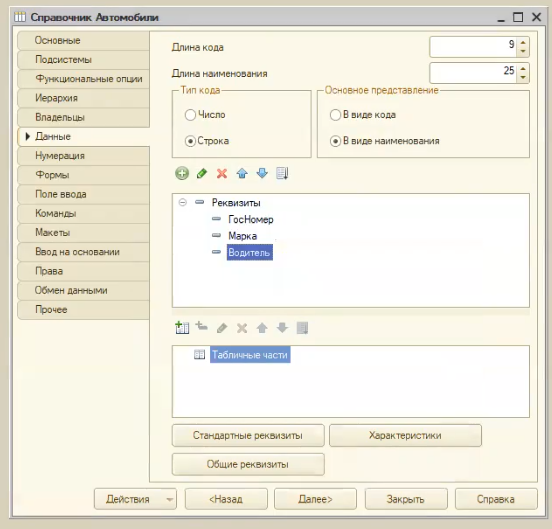 Справочник Автомобили
Основные
Подсистемы
Функциональные опции
Иерархия
Владельцы
Данные
Нумерация
Формы
Поле ввода
Команды
Макеты
Ввод на основании
Права
Обмен данными
Прочее
Длина кода 9
Длина наименования 25
Тип кода
Число
Строка
Основное представление
В виде кода
В виде наименования
Реквизиты
ГосНомер
Марка
Водитель
Табличные части
Стандартные реквизиты Характеристики
Общие реквизиты
Действия <Назад Далее> Закрыть Справка